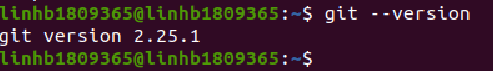 linhb1809365@linhb1809365:~$ git --version
git version 2.25.1
linhb1809365@linhb1809365:~$